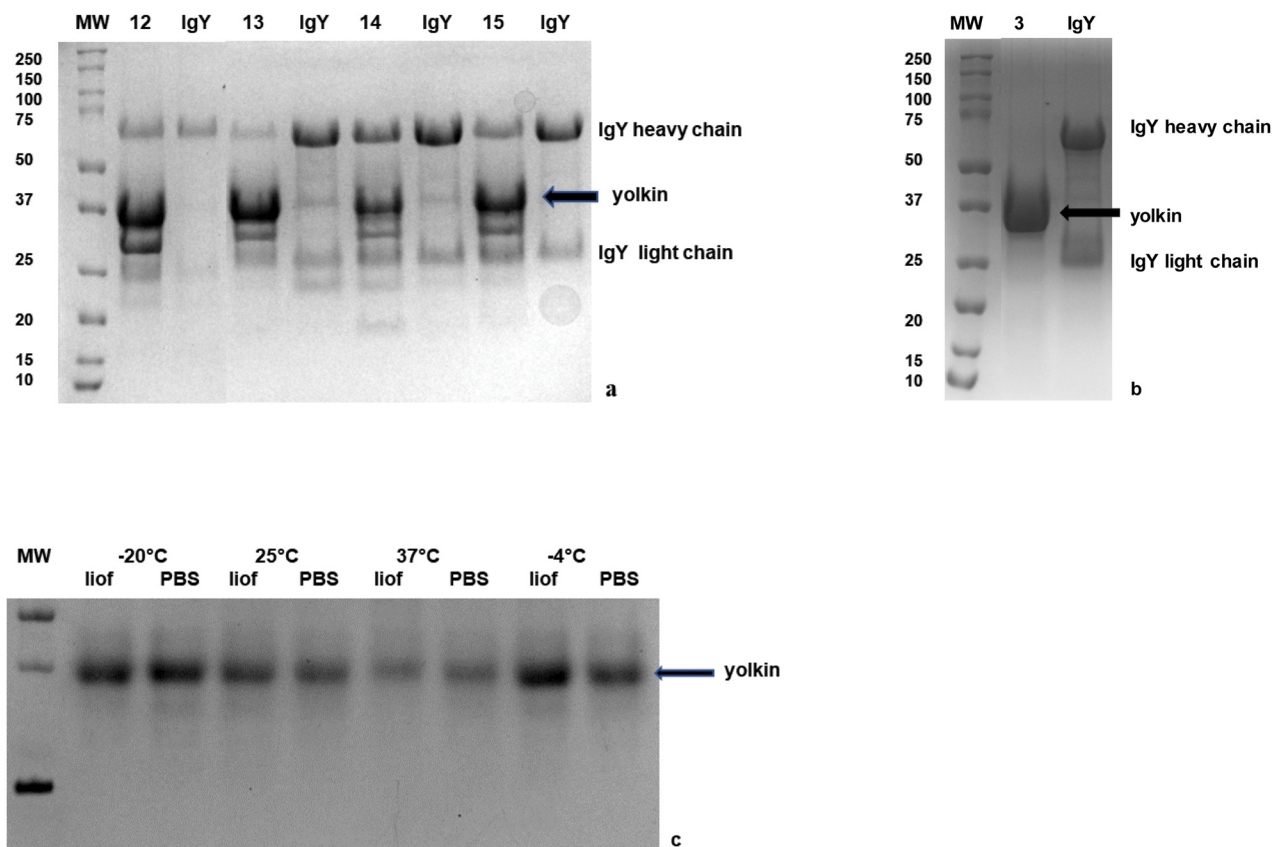 MW 12 IgY 13 IgY 14 IgY 15 IgY
250
150
100
75
50
37
25
20
15
10
IgY heavy chain
yolkin
IgY light chain
a
MW 3 IgY
250
150
100
75
50
37
25
20
15
10
IgY heavy chain
yolkin
IgY light chain
b
MW -20°C 25°C 37°C -4°C
liof PBS liof PBS liof PBS liof PBS
yolkin
c